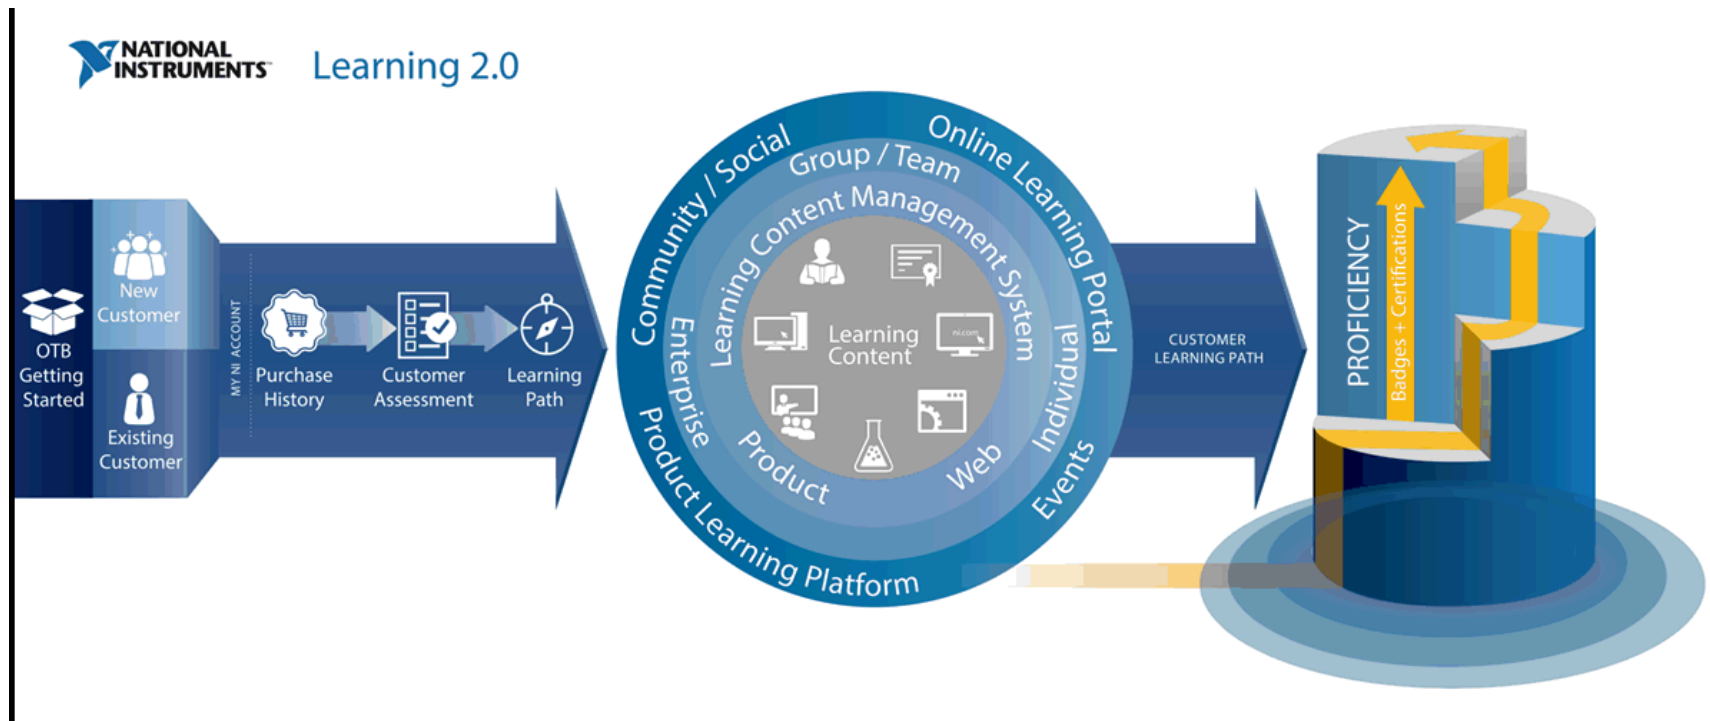 NATIONAL
INSTRUMENTS™
Learning 2.0
OTB
Getting
Started
New
Customer
Existing
Customer
MY NI ACCOUNT
Purchase
History
Customer
Assessment
Learning
Path
Community / Social
Online Learning Portal
Events
Product Learning Platform
Group / Team
Individual
Enterprise
Learning Content Management System
Web
Product
Learning
Content
ni.com
CUSTOMER
LEARNING PATH
PROFICIENCY
Badges + Certifications